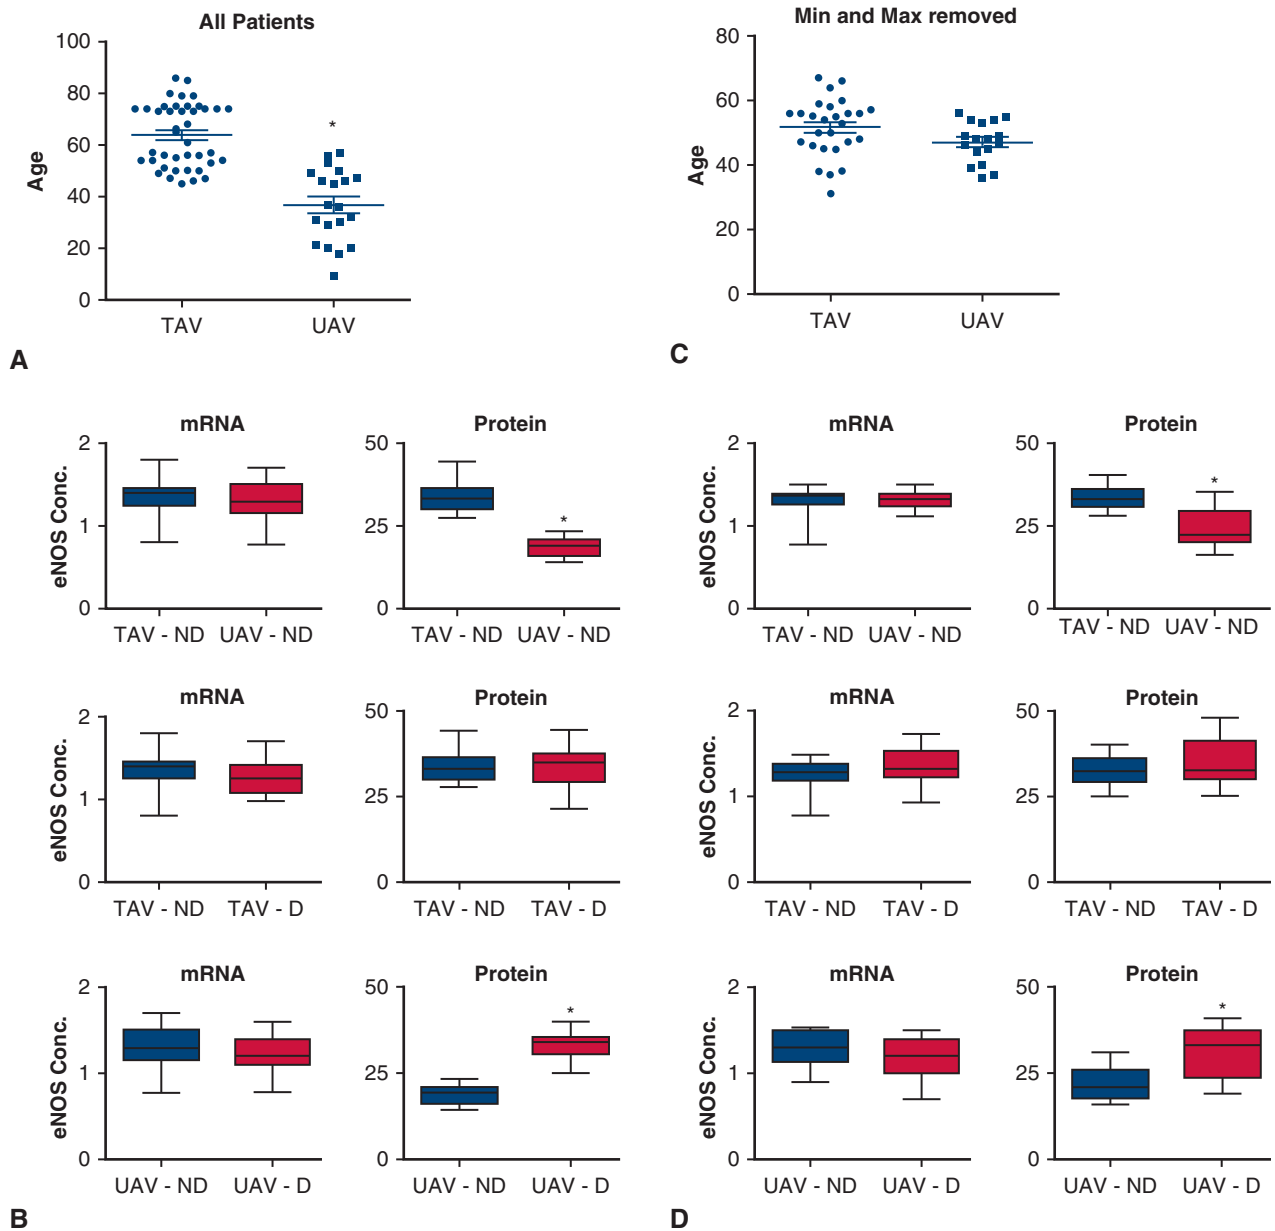 All Patients
100
80
60
40
20
0
Age
*
TAV
UAV
A
Min and Max removed
80
60
40
20
0
Age
TAV
UAV
C
mRNA
2
1
0
eNOS Conc.
TAV - ND
UAV - ND
Protein
50
25
0
*
TAV - ND
UAV - ND
mRNA
2
1
0
eNOS Conc.
TAV - ND
TAV - D
Protein
50
25
0
TAV - ND
TAV - D
mRNA
2
1
0
eNOS Conc.
UAV - ND
UAV - D
Protein
50
25
0
*
UAV - ND
UAV - D
B
mRNA
2
1
0
eNOS Conc.
TAV - ND
UAV - ND
Protein
50
25
0
*
TAV - ND
UAV - ND
mRNA
2
1
0
eNOS Conc.
TAV - ND
TAV - D
Protein
50
25
0
TAV - ND
TAV - D
mRNA
2
1
0
eNOS Conc.
UAV - ND
UAV - D
Protein
50
25
0
*
UAV - ND
UAV - D
D